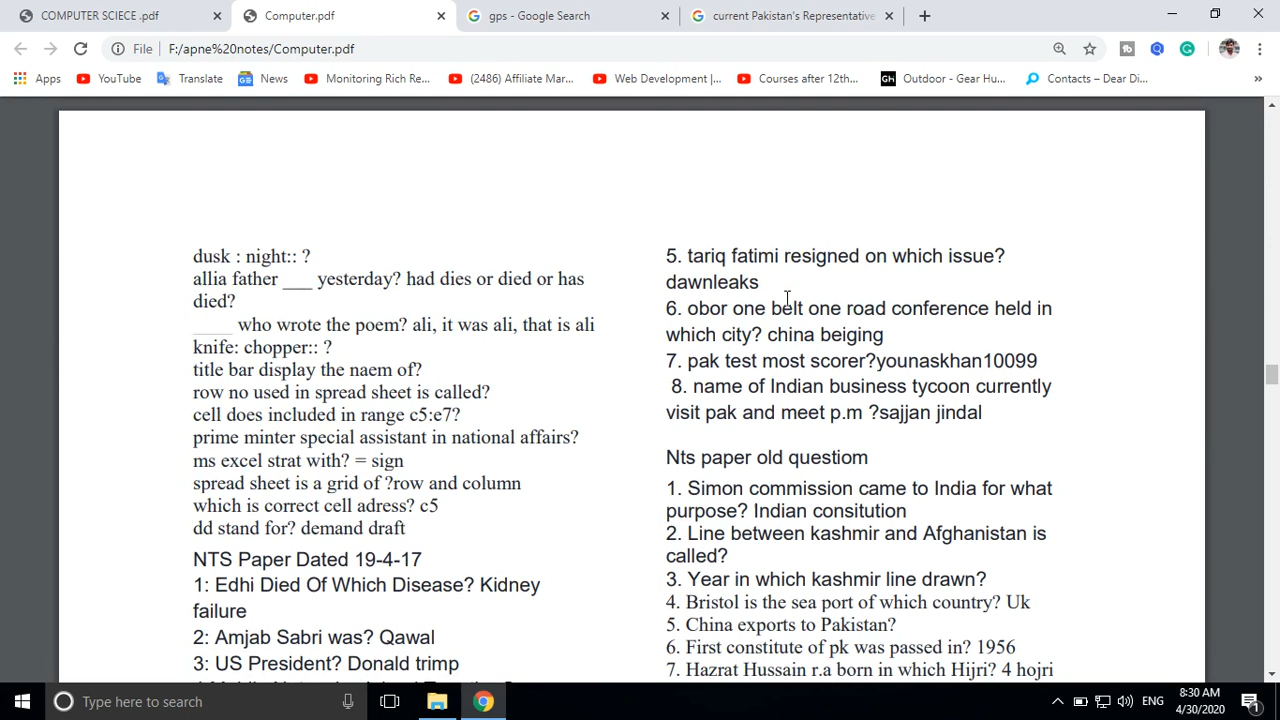 COMPUTER SCIECE .pdf
Computer.pdf
gps - Google Search
current Pakistan's Representative
File
F:/apne%20notes/Computer.pdf
Apps
YouTube
Translate
News
Monitoring Rich Re...
(2486) Affiliate Mar...
Web Development |...
Courses after 12th...
Outdoor - Gear Hu...
Contacts – Dear Di...
»
dusk : night:: ?
allia father ___ yesterday? had dies or died or has
died?
____ who wrote the poem? ali, it was ali, that is ali
knife: chopper:: ?
title bar display the naem of?
row no used in spread sheet is called?
cell does included in range c5:e7?
prime minter special assistant in national affairs?
ms excel strat with? = sign
spread sheet is a grid of ?row and column
which is correct cell adress? c5
dd stand for? demand draft
NTS Paper Dated 19-4-17
1: Edhi Died Of Which Disease? Kidney
failure
2: Amjab Sabri was? Qawal
3: US President? Donald trimp
5. tariq fatimi resigned on which issue?
dawnleaks
6. obor one belt one road conference held in
which city? china beiging
7. pak test most scorer?younaskhan10099
8. name of Indian business tycoon currently
visit pak and meet p.m ?sajjan jindal
Nts paper old questiom
1. Simon commission came to India for what
purpose? Indian consitution
2. Line between kashmir and Afghanistan is
called?
3. Year in which kashmir line drawn?
4. Bristol is the sea port of which country? Uk
5. China exports to Pakistan?
6. First constitute of pk was passed in? 1956
7. Hazrat Hussain r.a born in which Hijri? 4 hojri
Type here to search
ENG
8:30 AM
4/30/2020
1